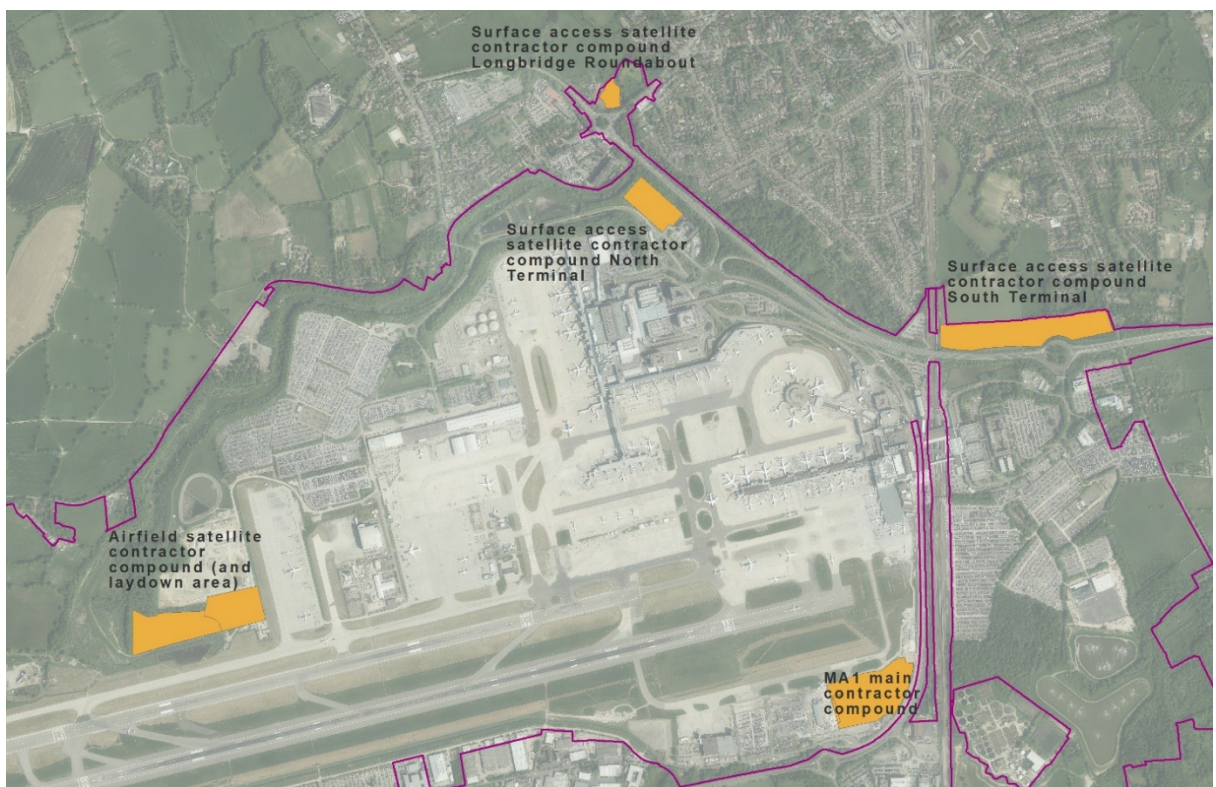 Surface access satellite
contractor compound
Longbridge Roundabout
Surface access
satellite contractor
compound North
Terminal
Surface access satellite
contractor compound
South Terminal
Airfield satellite
contractor
compound (and
laydown area)
MA1 main
contractor
compound